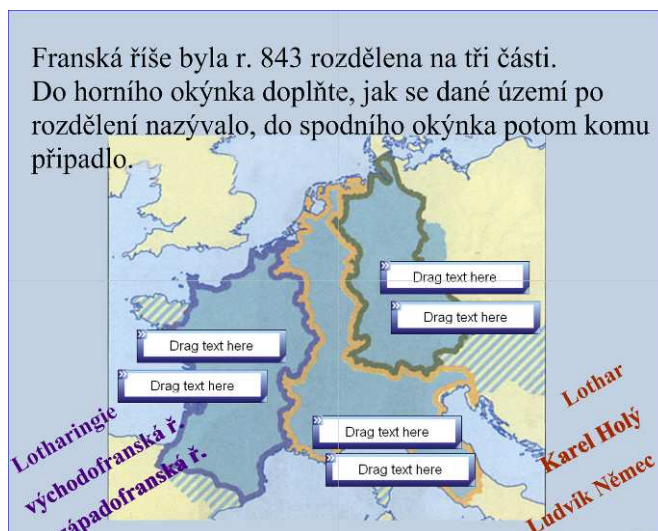 Franská říše byla r. 843 rozdělena na tři části.
Do horního okýnka doplňte, jak se dané území po
rozdělení nazývalo, do spodního okýnka potom komu
připadlo.
Drag text here
Drag text here
Drag text here
Drag text here
Drag text here
Drag text here
Lotharingie
východofranská ř.
západofranská ř.
Lothar
Karel Holý
Ludvík Němec